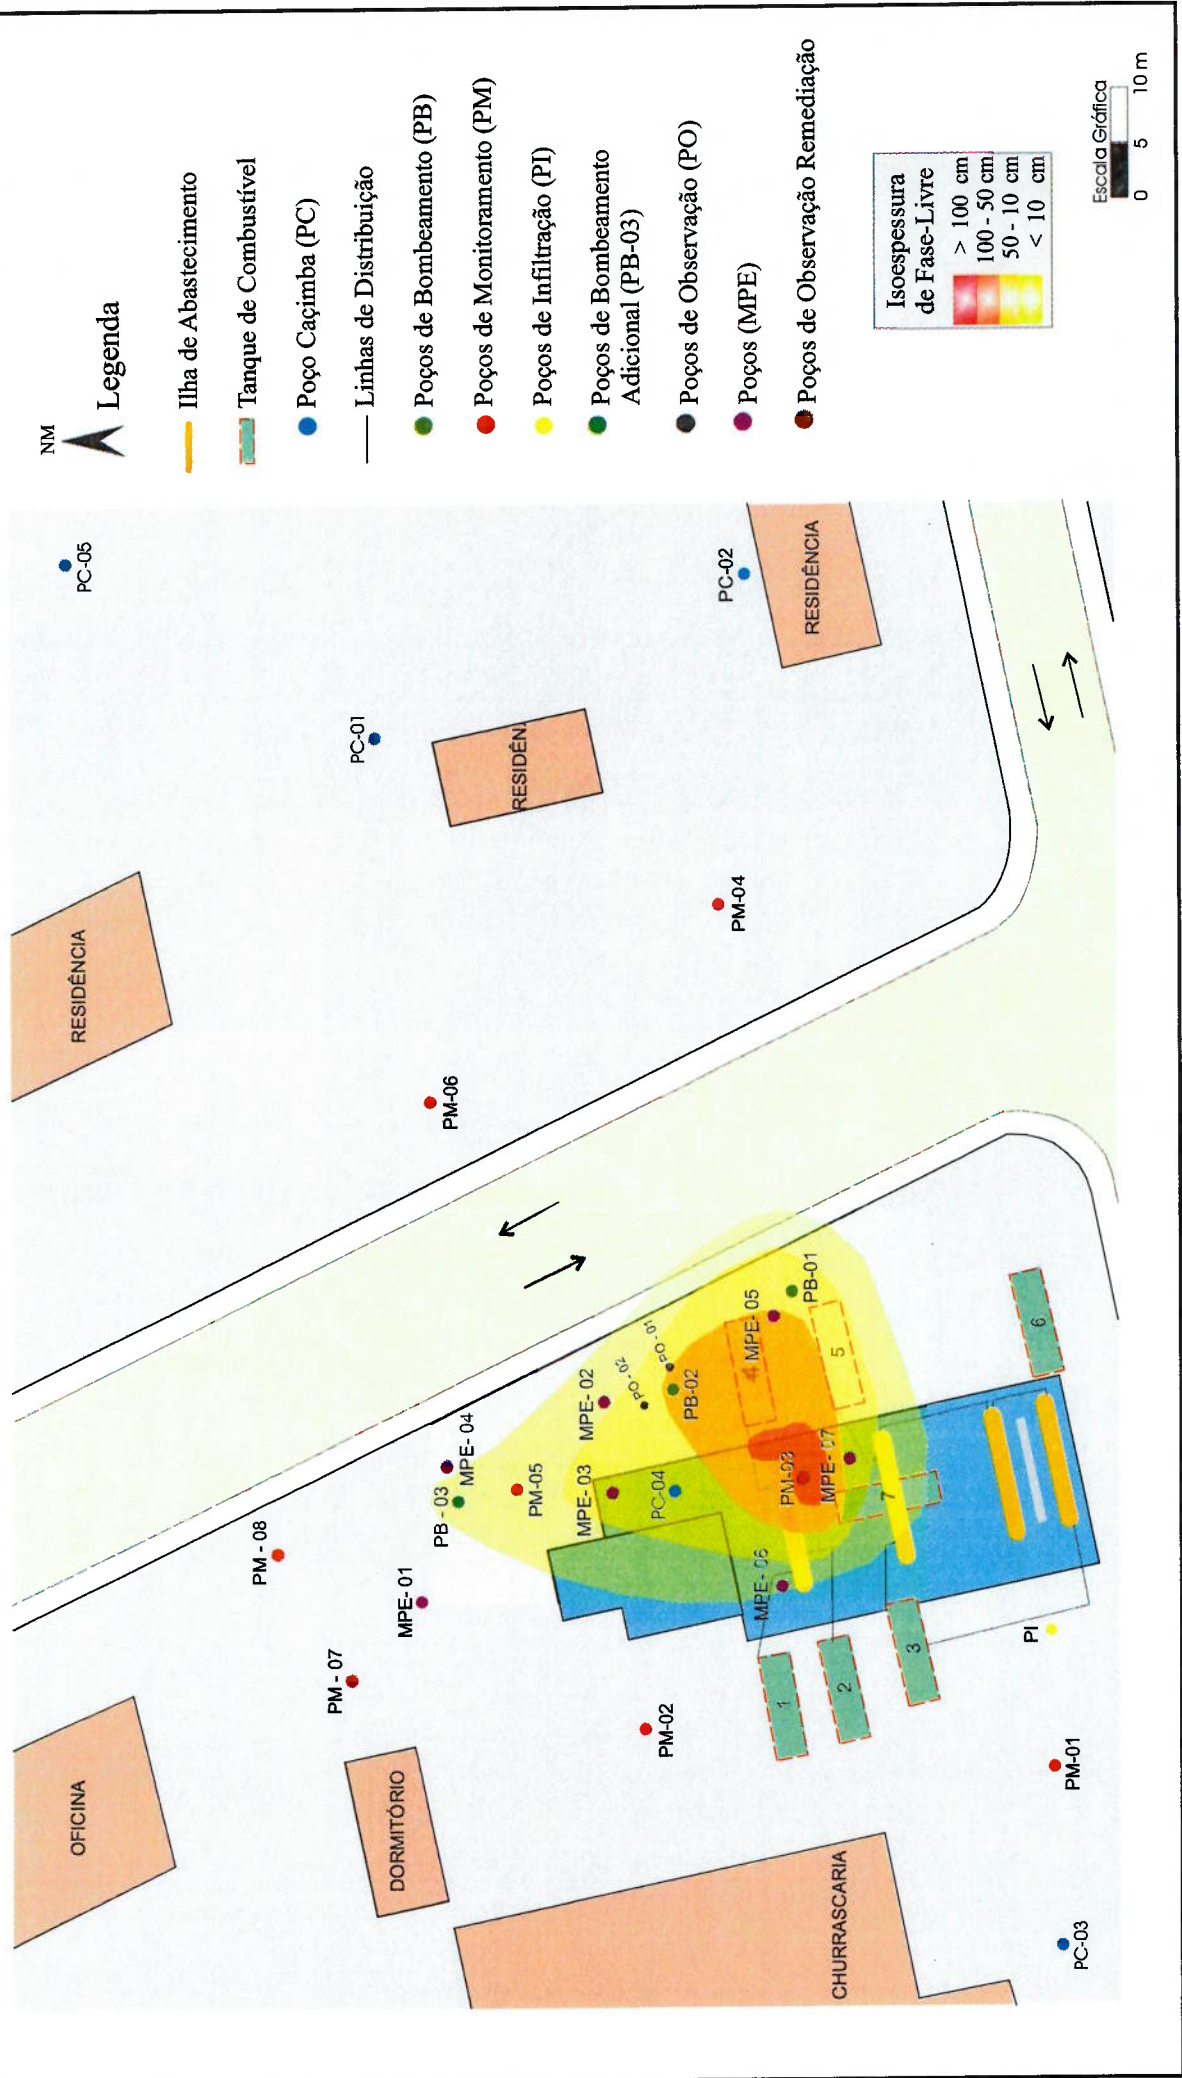 NM
Legenda
Ilha de Abastecimento
Tanque de Combustível
Poço Caçimba (PC)
Linhas de Distribuição
Poços de Bombeamento (PB)
Poços de Monitoramento (PM)
Poços de Infiltração (PI)
Poços de Bombeamento
Adicional (PB-03)
Poços de Observação (PO)
Poços (MPE)
Poços de Observação Remediação
Isoespessura
de Fase-Livre
> 100 cm
100 - 50 cm
50 - 10 cm
< 10 cm
Escala Gráfica
0 5 10 m
PC-05
PC-02
RESIDÊNCIA
PC-01
RESIDÊN
RESIDÊNCIA
PM-04
PM-06
OFICINA
PM - 08
PM - 07
DORMITÓRIO
CHURRASCARIA
MPE- 01
PB - 03
MPE- 04
PM-05
MPE- 02
PO - 02
PO - 01
PB-02
MPE- 03
PC-04
4
MPE- 05
PB-01
5
PM-03
MPE- 07
7
MPE- 06
6
1
2
3
PI
PM-02
PM-01
PC-03